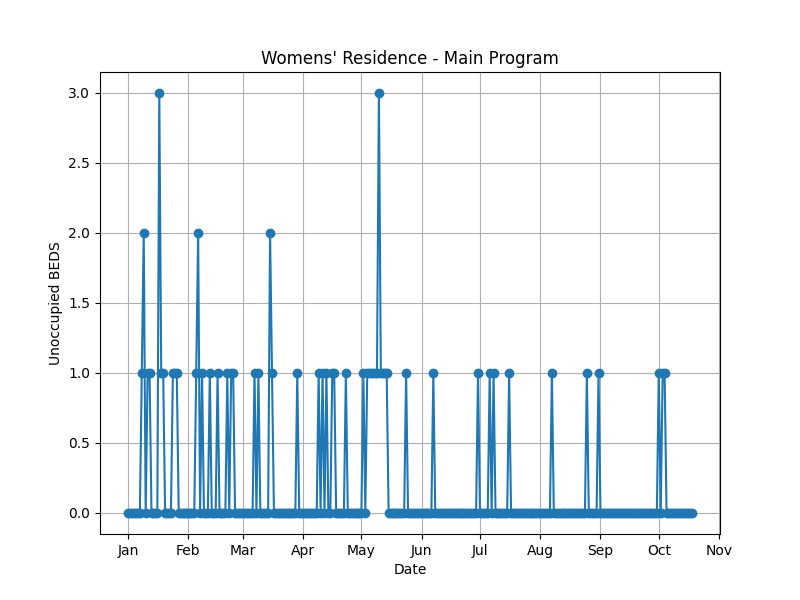 Womens' Residence - Main Program
3.0
2.5
2.0
1.5
1.0
0.5
0.0
Unoccupied BEDS
Jan Feb Mar Apr May Jun Jul Aug Sep Oct Nov
Date